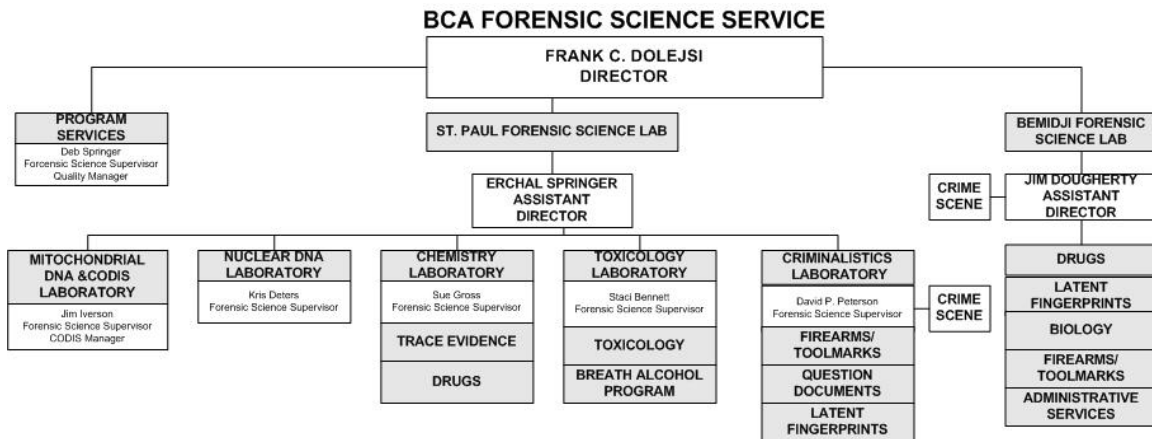 BCA FORENSIC SCIENCE SERVICE
FRANK C. DOLEJSI
DIRECTOR
PROGRAM
SERVICES
Deb Springer
Forcensic Science Supervisor
Quality Manager
ST. PAUL FORENSIC SCIENCE LAB
BEMIDJI FORENSIC
SCIENCE LAB
ERCHAL SPRINGER
ASSISTANT
DIRECTOR
CRIME
SCENE
JIM DOUGHERTY
ASSISTANT
DIRECTOR
MITOCHONDRIAL
DNA &CODIS
LABORATORY
Jim Iverson
Forensic Science Supervisor
CODIS Manager
NUCLEAR DNA
LABORATORY
Kris Deters
Forensic Science Supervisor
CHEMISTRY
LABORATORY
Sue Gross
Forensic Science Supervisor
TRACE EVIDENCE
DRUGS
TOXICOLOGY
LABORATORY
Staci Bennett
Forensic Science Supervisor
TOXICOLOGY
BREATH ALCOHOL
PROGRAM
CRIMINALISTICS
LABORATORY
David P. Peterson
Forensic Science Supervisor
FIREARMS/
TOOLMARKS
QUESTION
DOCUMENTS
LATENT
FINGERPRINTS
CRIME
SCENE
DRUGS
LATENT
FINGERPRINTS
BIOLOGY
FIREARMS/
TOOLMARKS
ADMINISTRATIVE
SERVICES